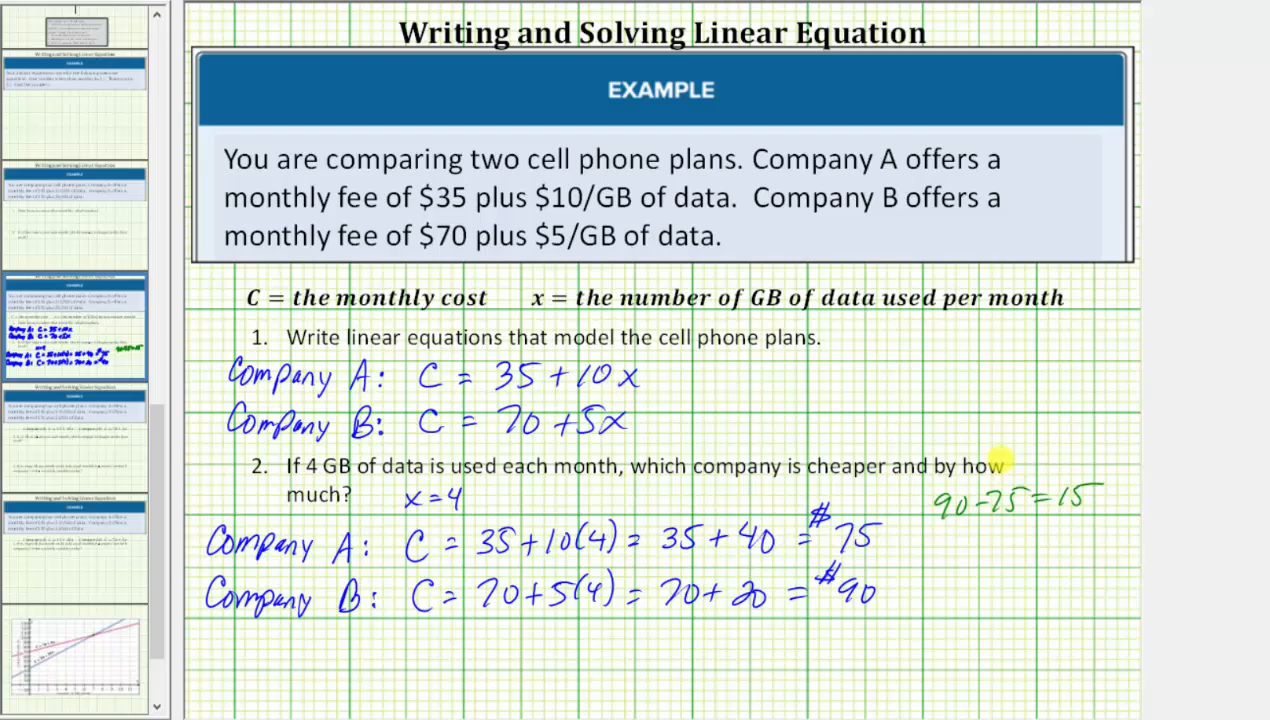 Writing and Solving Linear Equation
EXAMPLE
You are comparing two cell phone plans. Company A offers a
monthly fee of $35 plus $10/GB of data. Company B offers a
monthly fee of $70 plus $5/GB of data.
C = the monthly cost x = the number of GB of data used per month
1. Write linear equations that model the cell phone plans.
Company A: C = 35 + 10x
Company B: C = 70 + 5x
2. If 4 GB of data is used each month, which company is cheaper and by how
much? x = 4
90 - 75 = 15
Company A: C = 35 + 10(4) = 35 + 40 = $75
Company B: C = 70 + 5(4) = 70 + 20 = $90